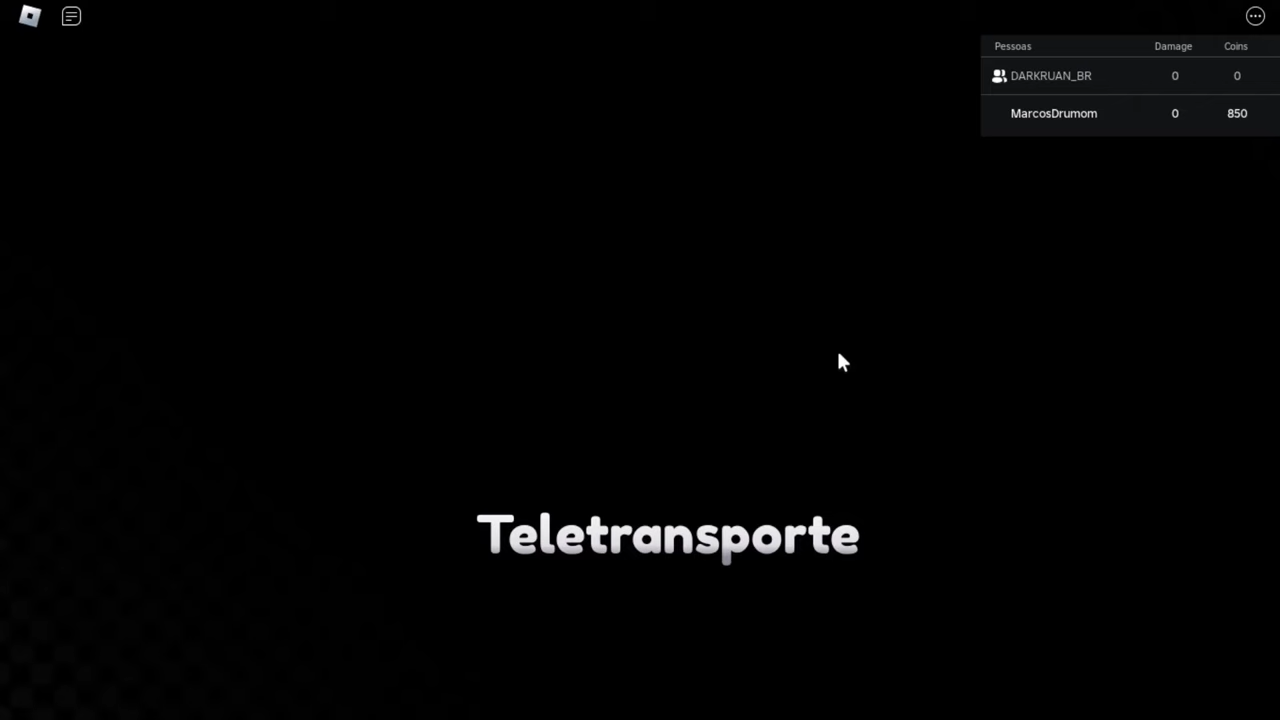 Pessoas Damage Coins
DARKRUAN_BR 0 0
MarcosDrumom 0 850
Teletransporte